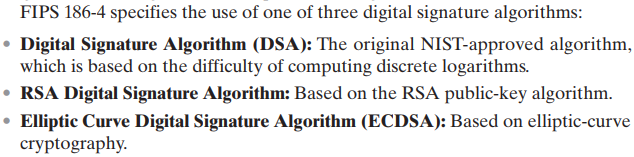 FIPS 186-4 specifies the use of one of three digital signature algorithms:
• Digital Signature Algorithm (DSA): The original NIST-approved algorithm,
which is based on the difficulty of computing discrete logarithms.
• RSA Digital Signature Algorithm: Based on the RSA public-key algorithm.
• Elliptic Curve Digital Signature Algorithm (ECDSA): Based on elliptic-curve
cryptography.